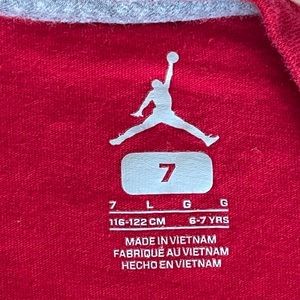 7
7 L G G
116-122 CM 6-7 YRS
MADE IN VIETNAM
FABRIQUÉ AU VIETNAM
HECHO EN VIETNAM